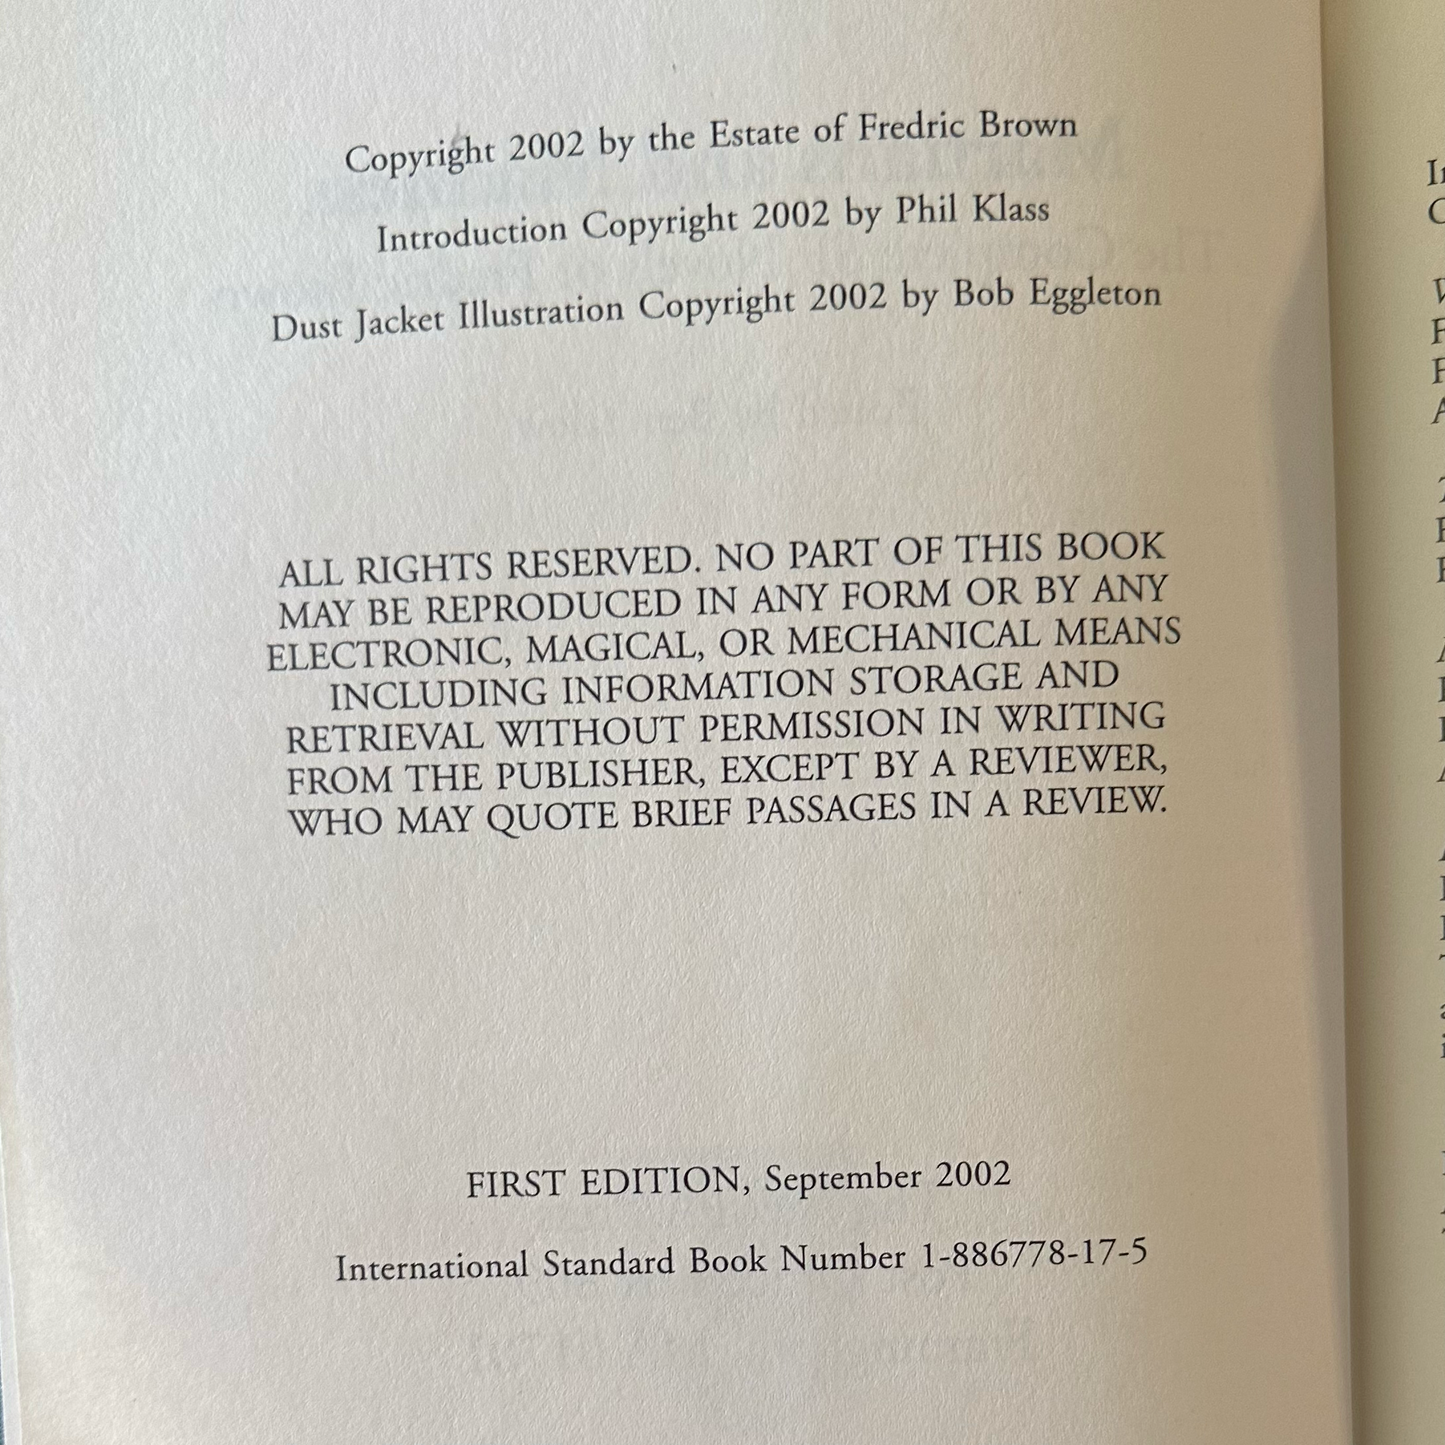 Copyright 2002 by the Estate of Fredric Brown
Introduction Copyright 2002 by Phil Klass
Dust Jacket Illustration Copyright 2002 by Bob Eggleton
ALL RIGHTS RESERVED. NO PART OF THIS BOOK
MAY BE REPRODUCED IN ANY FORM OR BY ANY
ELECTRONIC, MAGICAL, OR MECHANICAL MEANS
INCLUDING INFORMATION STORAGE AND
RETRIEVAL WITHOUT PERMISSION IN WRITING
FROM THE PUBLISHER, EXCEPT BY A REVIEWER,
WHO MAY QUOTE BRIEF PASSAGES IN A REVIEW.
FIRST EDITION, September 2002
International Standard Book Number 1-886778-17-5